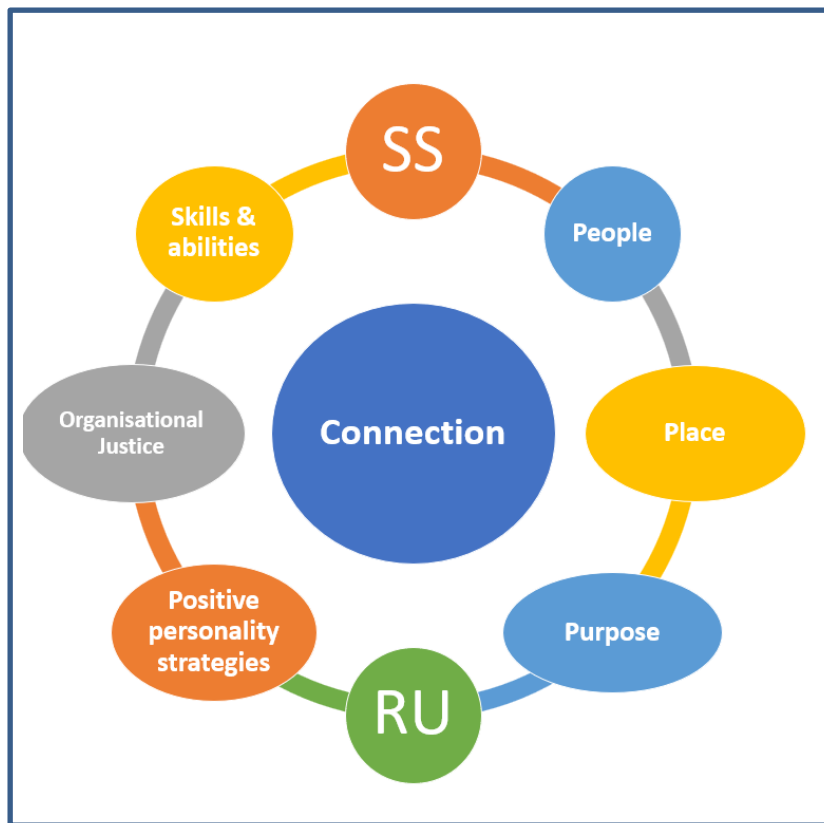 SS
People
Place
Purpose
RU
Positive
personality
strategies
Organisational
Justice
Skills &
abilities
Connection